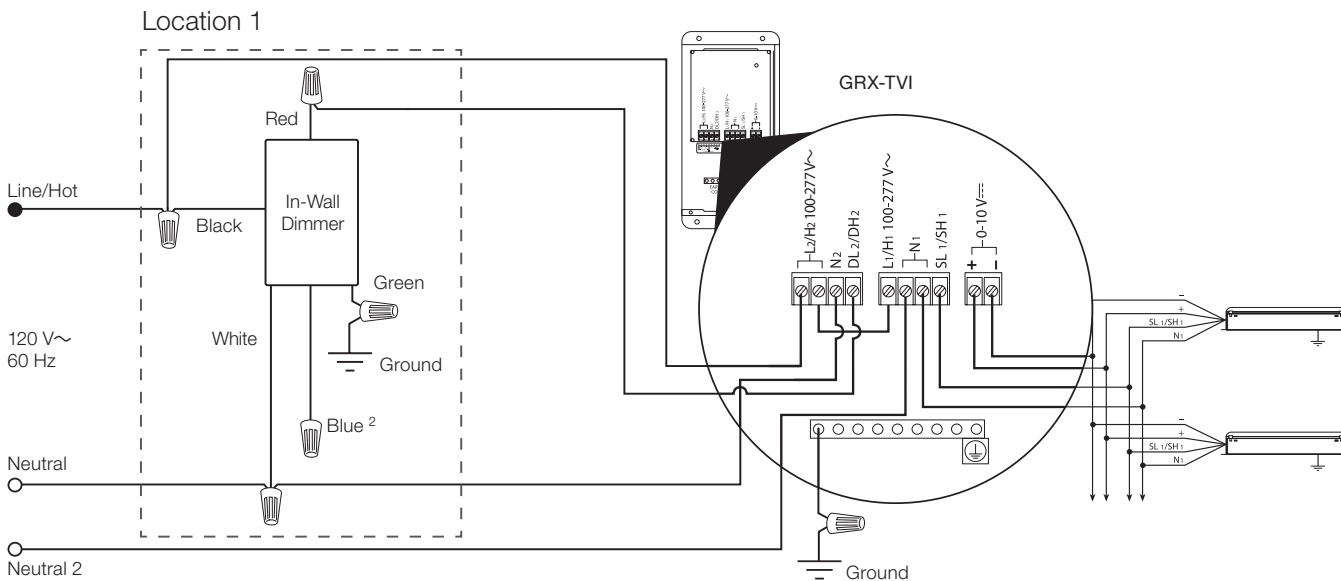 Location 1
GRX-TVI
Red
Line/Hot
Black
In-Wall
Dimmer
Green
120 V~
60 Hz
White
Ground
Blue 2
Neutral
Neutral 2
L2/H2 100-277 V~
N2
DL 2/DH2
L1/H1 100-277 V~
N1
SL 1/SH 1
0-10 V⎓
+
−
−
+
SL 1/SH 1
N1
−
+
SL 1/SH 1
N1
Ground